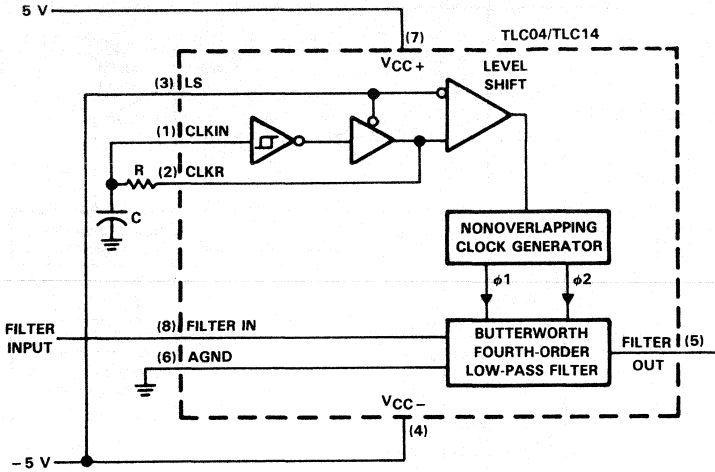 5 V
(7)
TLC04/TLC14
VCC+
LEVEL
SHIFT
(3) LS
(1) CLKIN
R
(2) CLKR
C
NONOVERLAPPING
CLOCK GENERATOR
ϕ1
ϕ2
FILTER
INPUT
(8) FILTER IN
(6) AGND
BUTTERWORTH
FOURTH-ORDER
LOW-PASS FILTER
FILTER
OUT
(5)
VCC−
(4)
−5 V